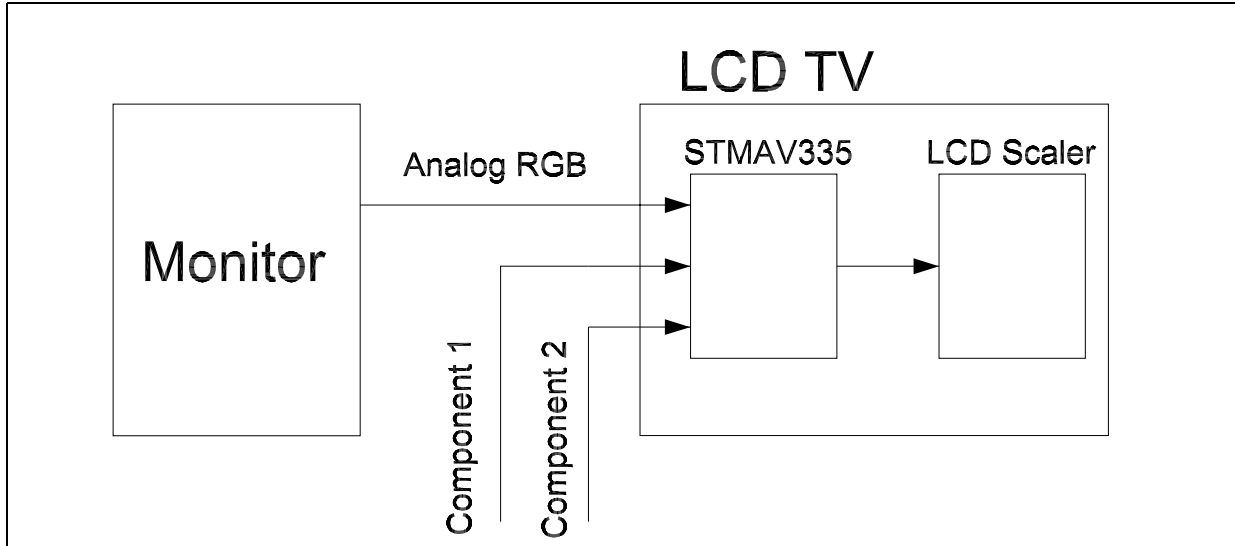 LCD TV
STMAV335
LCD Scaler
Analog RGB
Monitor
Component 1
Component 2